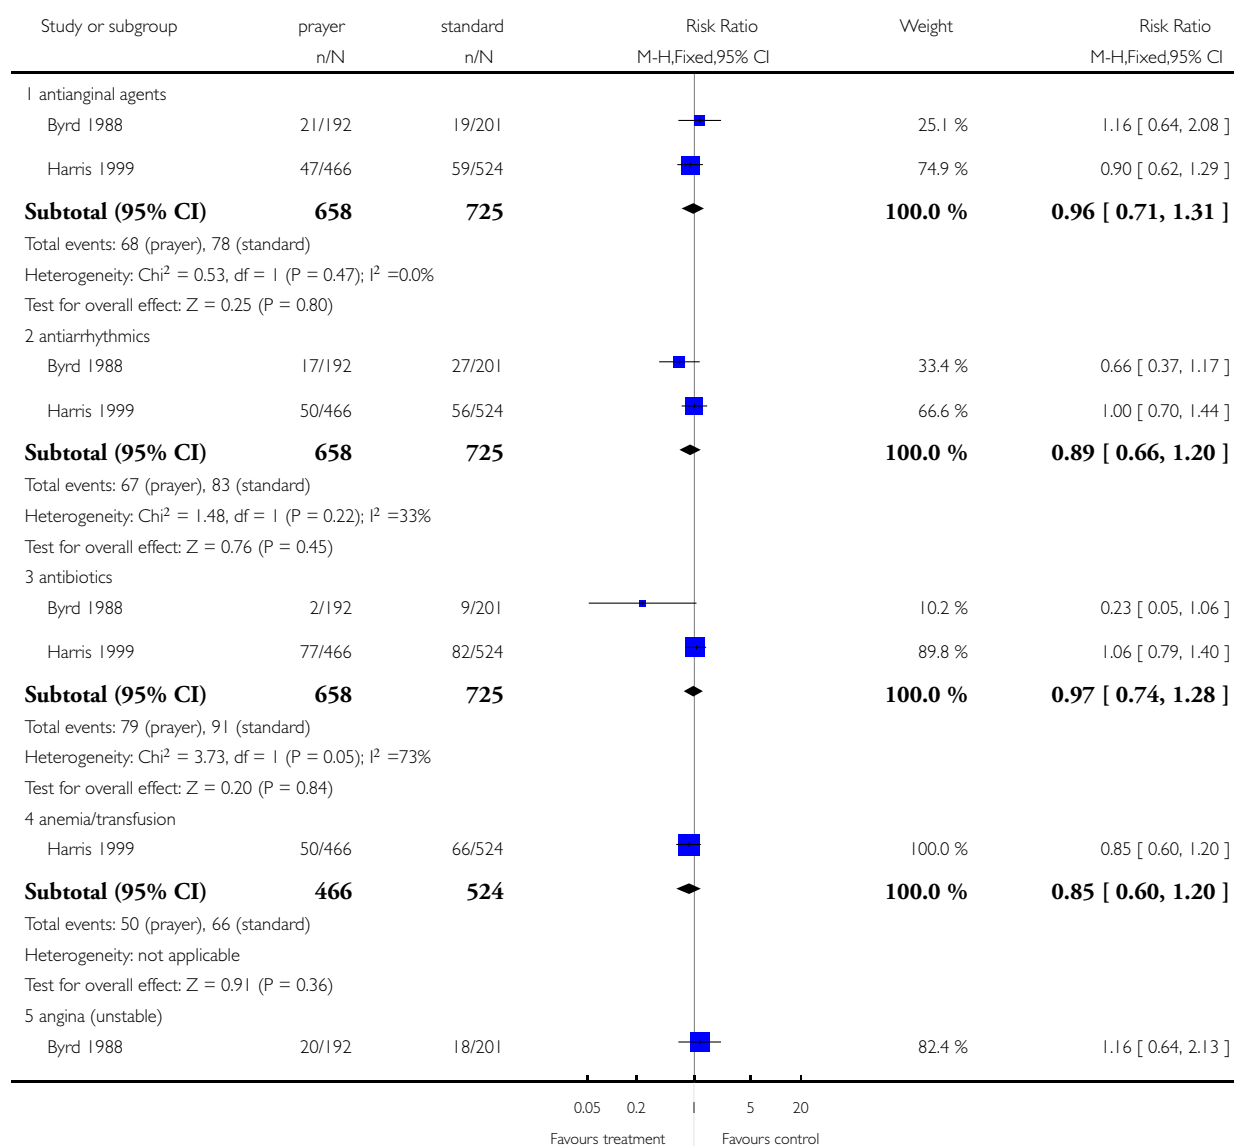 Study or subgroup prayer standard Risk Ratio Weight Risk Ratio
n/N n/N M-H,Fixed,95% CI M-H,Fixed,95% CI
1 antianginal agents
Byrd 1988 21/192 19/201 25.1 % 1.16 [ 0.64, 2.08 ]
Harris 1999 47/466 59/524 74.9 % 0.90 [ 0.62, 1.29 ]
Subtotal (95% CI) 658 725 100.0 % 0.96 [ 0.71, 1.31 ]
Total events: 68 (prayer), 78 (standard)
Heterogeneity: Chi² = 0.53, df = 1 (P = 0.47); I² =0.0%
Test for overall effect: Z = 0.25 (P = 0.80)
2 antiarrhythmics
Byrd 1988 17/192 27/201 33.4 % 0.66 [ 0.37, 1.17 ]
Harris 1999 50/466 56/524 66.6 % 1.00 [ 0.70, 1.44 ]
Subtotal (95% CI) 658 725 100.0 % 0.89 [ 0.66, 1.20 ]
Total events: 67 (prayer), 83 (standard)
Heterogeneity: Chi² = 1.48, df = 1 (P = 0.22); I² =33%
Test for overall effect: Z = 0.76 (P = 0.45)
3 antibiotics
Byrd 1988 2/192 9/201 10.2 % 0.23 [ 0.05, 1.06 ]
Harris 1999 77/466 82/524 89.8 % 1.06 [ 0.79, 1.40 ]
Subtotal (95% CI) 658 725 100.0 % 0.97 [ 0.74, 1.28 ]
Total events: 79 (prayer), 91 (standard)
Heterogeneity: Chi² = 3.73, df = 1 (P = 0.05); I² =73%
Test for overall effect: Z = 0.20 (P = 0.84)
4 anemia/transfusion
Harris 1999 50/466 66/524 100.0 % 0.85 [ 0.60, 1.20 ]
Subtotal (95% CI) 466 524 100.0 % 0.85 [ 0.60, 1.20 ]
Total events: 50 (prayer), 66 (standard)
Heterogeneity: not applicable
Test for overall effect: Z = 0.91 (P = 0.36)
5 angina (unstable)
Byrd 1988 20/192 18/201 82.4 % 1.16 [ 0.64, 2.13 ]
0.05 0.2 1 5 20
Favours treatment Favours control